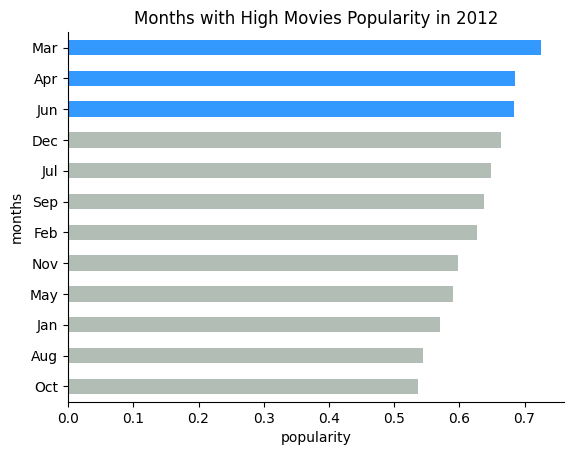 Months with High Movies Popularity in 2012
Mar
Apr
Jun
Dec
Jul
Sep
Feb
Nov
May
Jan
Aug
Oct
months
0.0 0.1 0.2 0.3 0.4 0.5 0.6 0.7
popularity